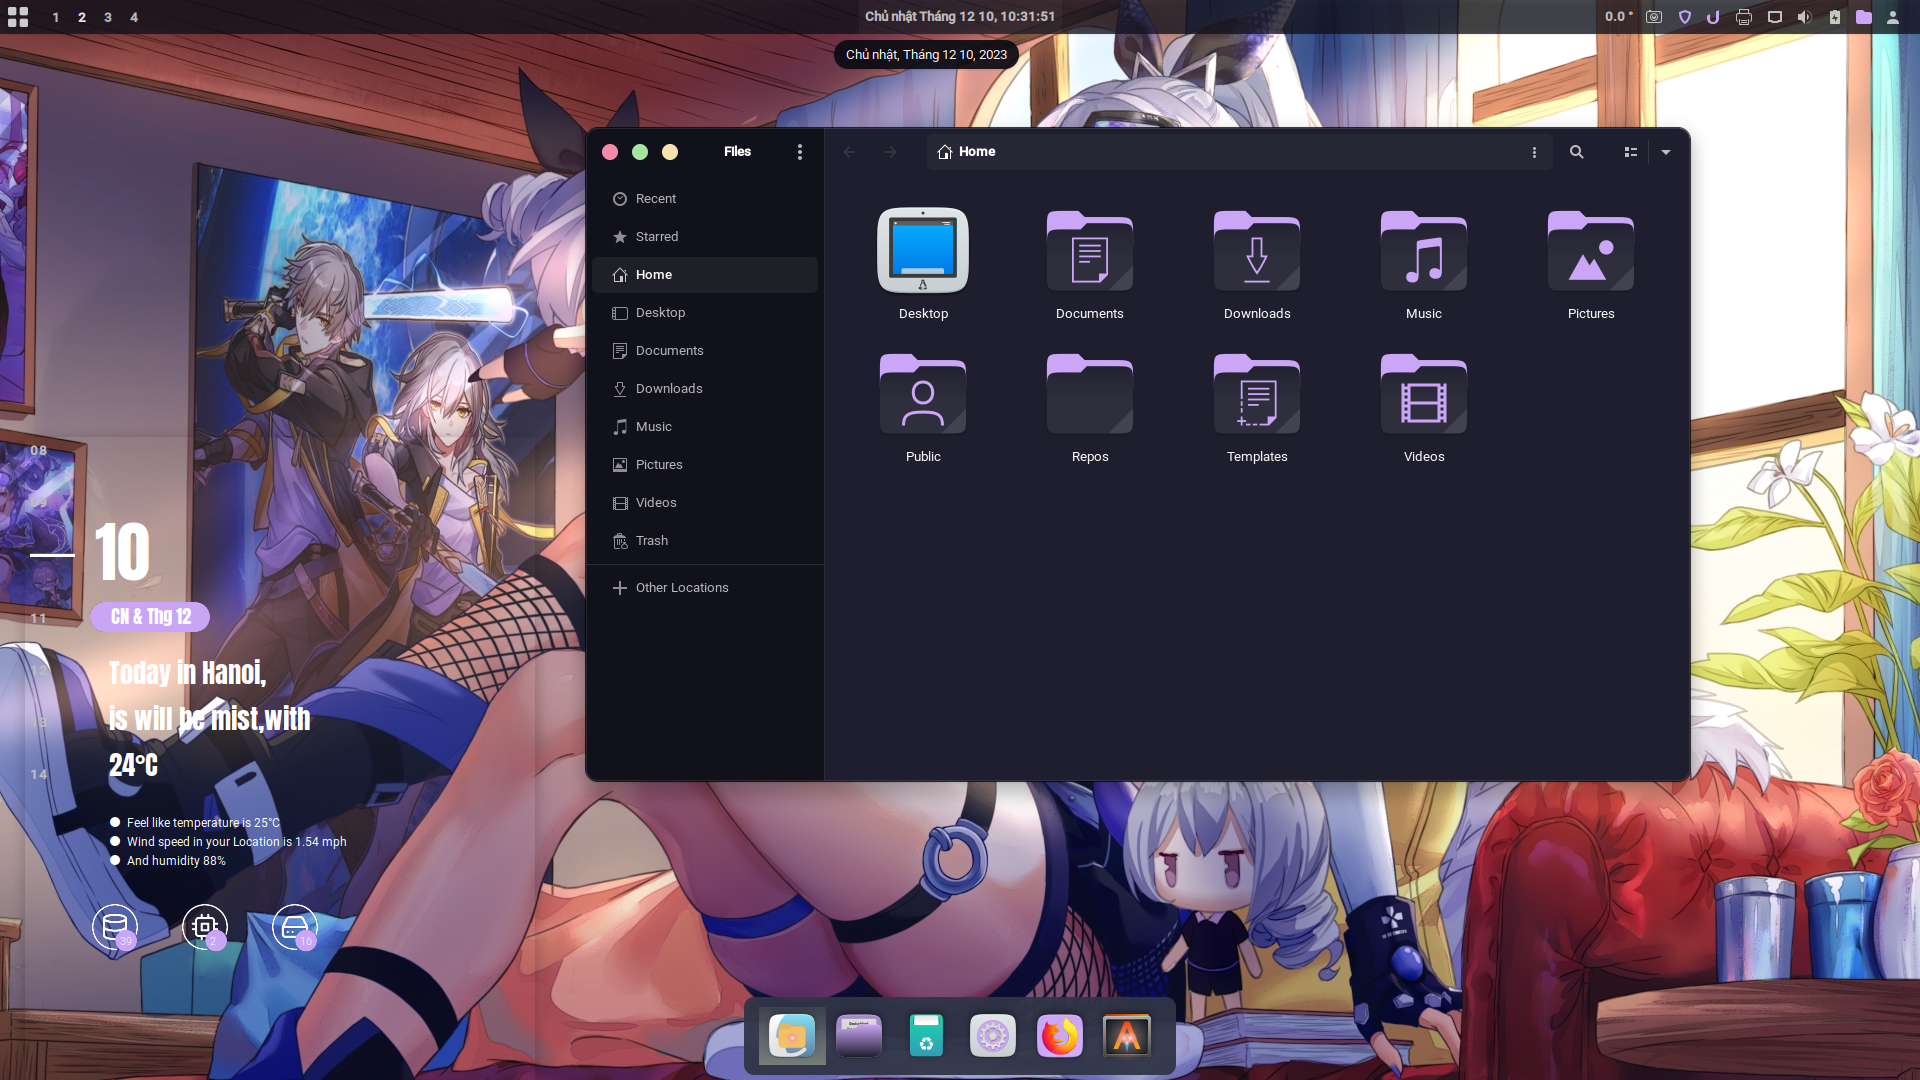 1 2 3 4
Chủ nhật Tháng 12 10, 10:31:51
0.0 °
Chủ nhật, Tháng 12 10, 2023
Files
Home
Recent
Starred
Home
Desktop
Documents
Downloads
Music
Pictures
Videos
Trash
Other Locations
Desktop
Documents
Downloads
Music
Pictures
Public
Repos
Templates
Videos
08
09
10
11
12
13
14
CN & Thg 12
Today in Hanoi,
is will be mist,with
24°C
Feel like temperature is 25°C
Wind speed in your Location is 1.54 mph
And humidity 88%
39
2
16